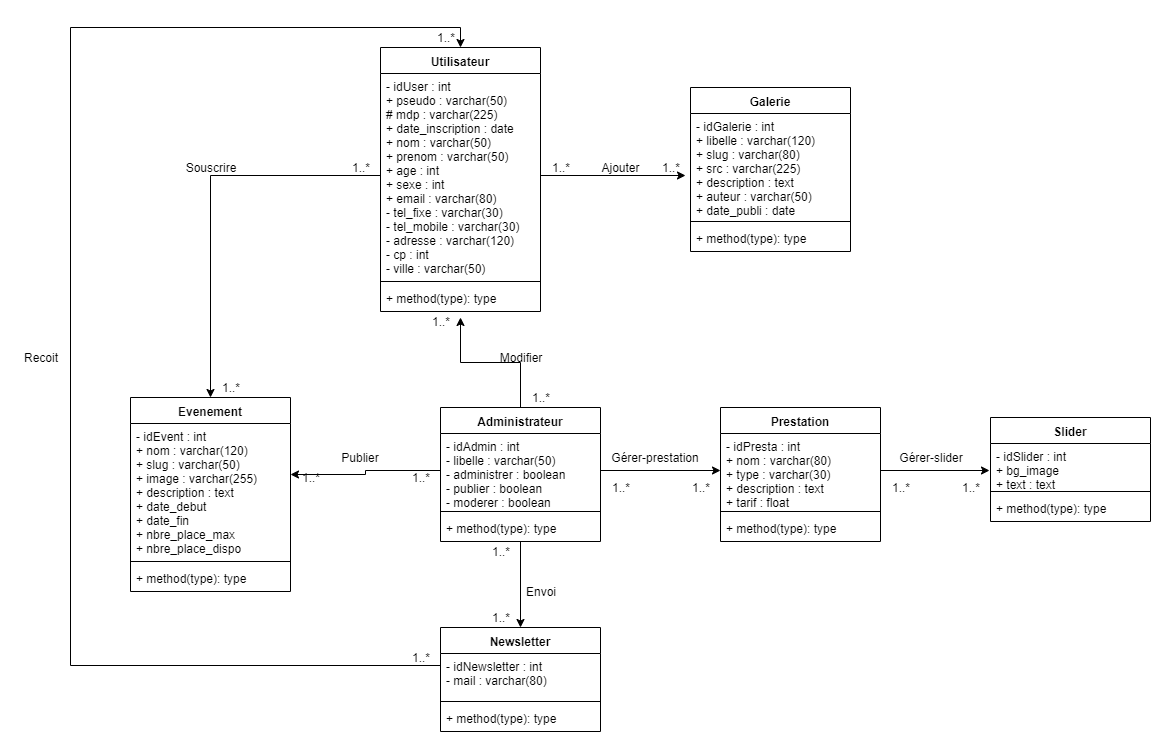 1..*
Utilisateur
- idUser : int
+ pseudo : varchar(50)
# mdp : varchar(225)
+ date_inscription : date
+ nom : varchar(50)
+ prenom : varchar(50)
+ age : int
+ sexe : int
+ email : varchar(80)
- tel_fixe : varchar(30)
- tel_mobile : varchar(30)
- adresse : varchar(120)
- cp : int
- ville : varchar(50)
+ method(type): type
Galerie
- idGalerie : int
+ libelle : varchar(120)
+ slug : varchar(80)
+ src : varchar(225)
+ description : text
+ auteur : varchar(50)
+ date_publi : date
+ method(type): type
Souscrire
1..*
1..*
Ajouter
1..*
1..*
Recoit
Modifier
1..*
1..*
Evenement
- idEvent : int
+ nom : varchar(120)
+ slug : varchar(50)
+ image : varchar(255)
+ description : text
+ date_debut
+ date_fin
+ nbre_place_max
+ nbre_place_dispo
+ method(type): type
Publier
1..*
1..*
Administrateur
- idAdmin : int
- libelle : varchar(50)
- administrer : boolean
- publier : boolean
- moderer : boolean
+ method(type): type
Gérer-prestation
1..*
1..*
Prestation
- idPresta : int
+ nom : varchar(80)
+ type : varchar(30)
+ description : text
+ tarif : float
+ method(type): type
Gérer-slider
1..*
1..*
Slider
- idSlider : int
+ bg_image
+ text : text
+ method(type): type
1..*
Envoi
1..*
1..*
Newsletter
- idNewsletter : int
- mail : varchar(80)
+ method(type): type